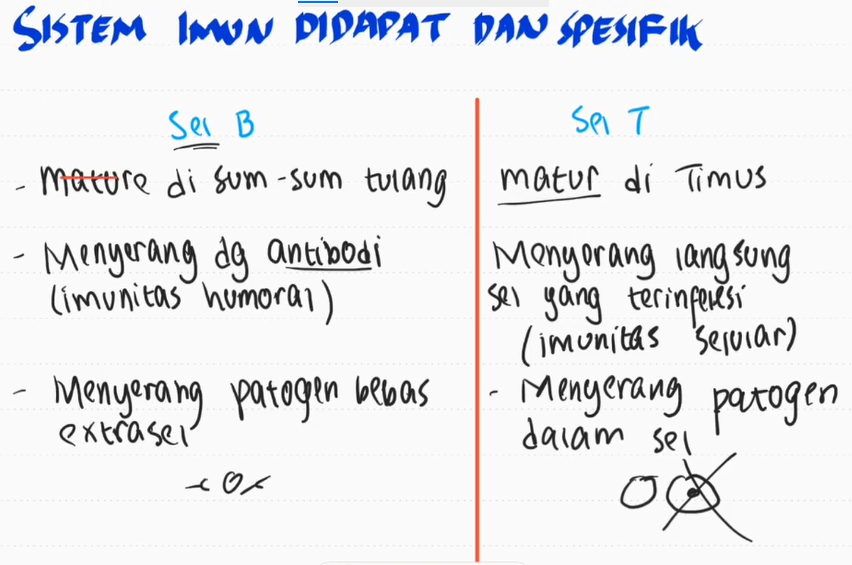 SISTEM IMUN DIDAPAT DAN SPESIFIK
Sel B
- mature di sum-sum tulang
- Menyerang dg antibodi
(imunitas humoral)
- Menyerang patogen bebas
extrasel
Sel T
matur di Timus
Menyerang langsung
sel yang terinfeksi
(imunitas selular)
- Menyerang patogen
dalam sel